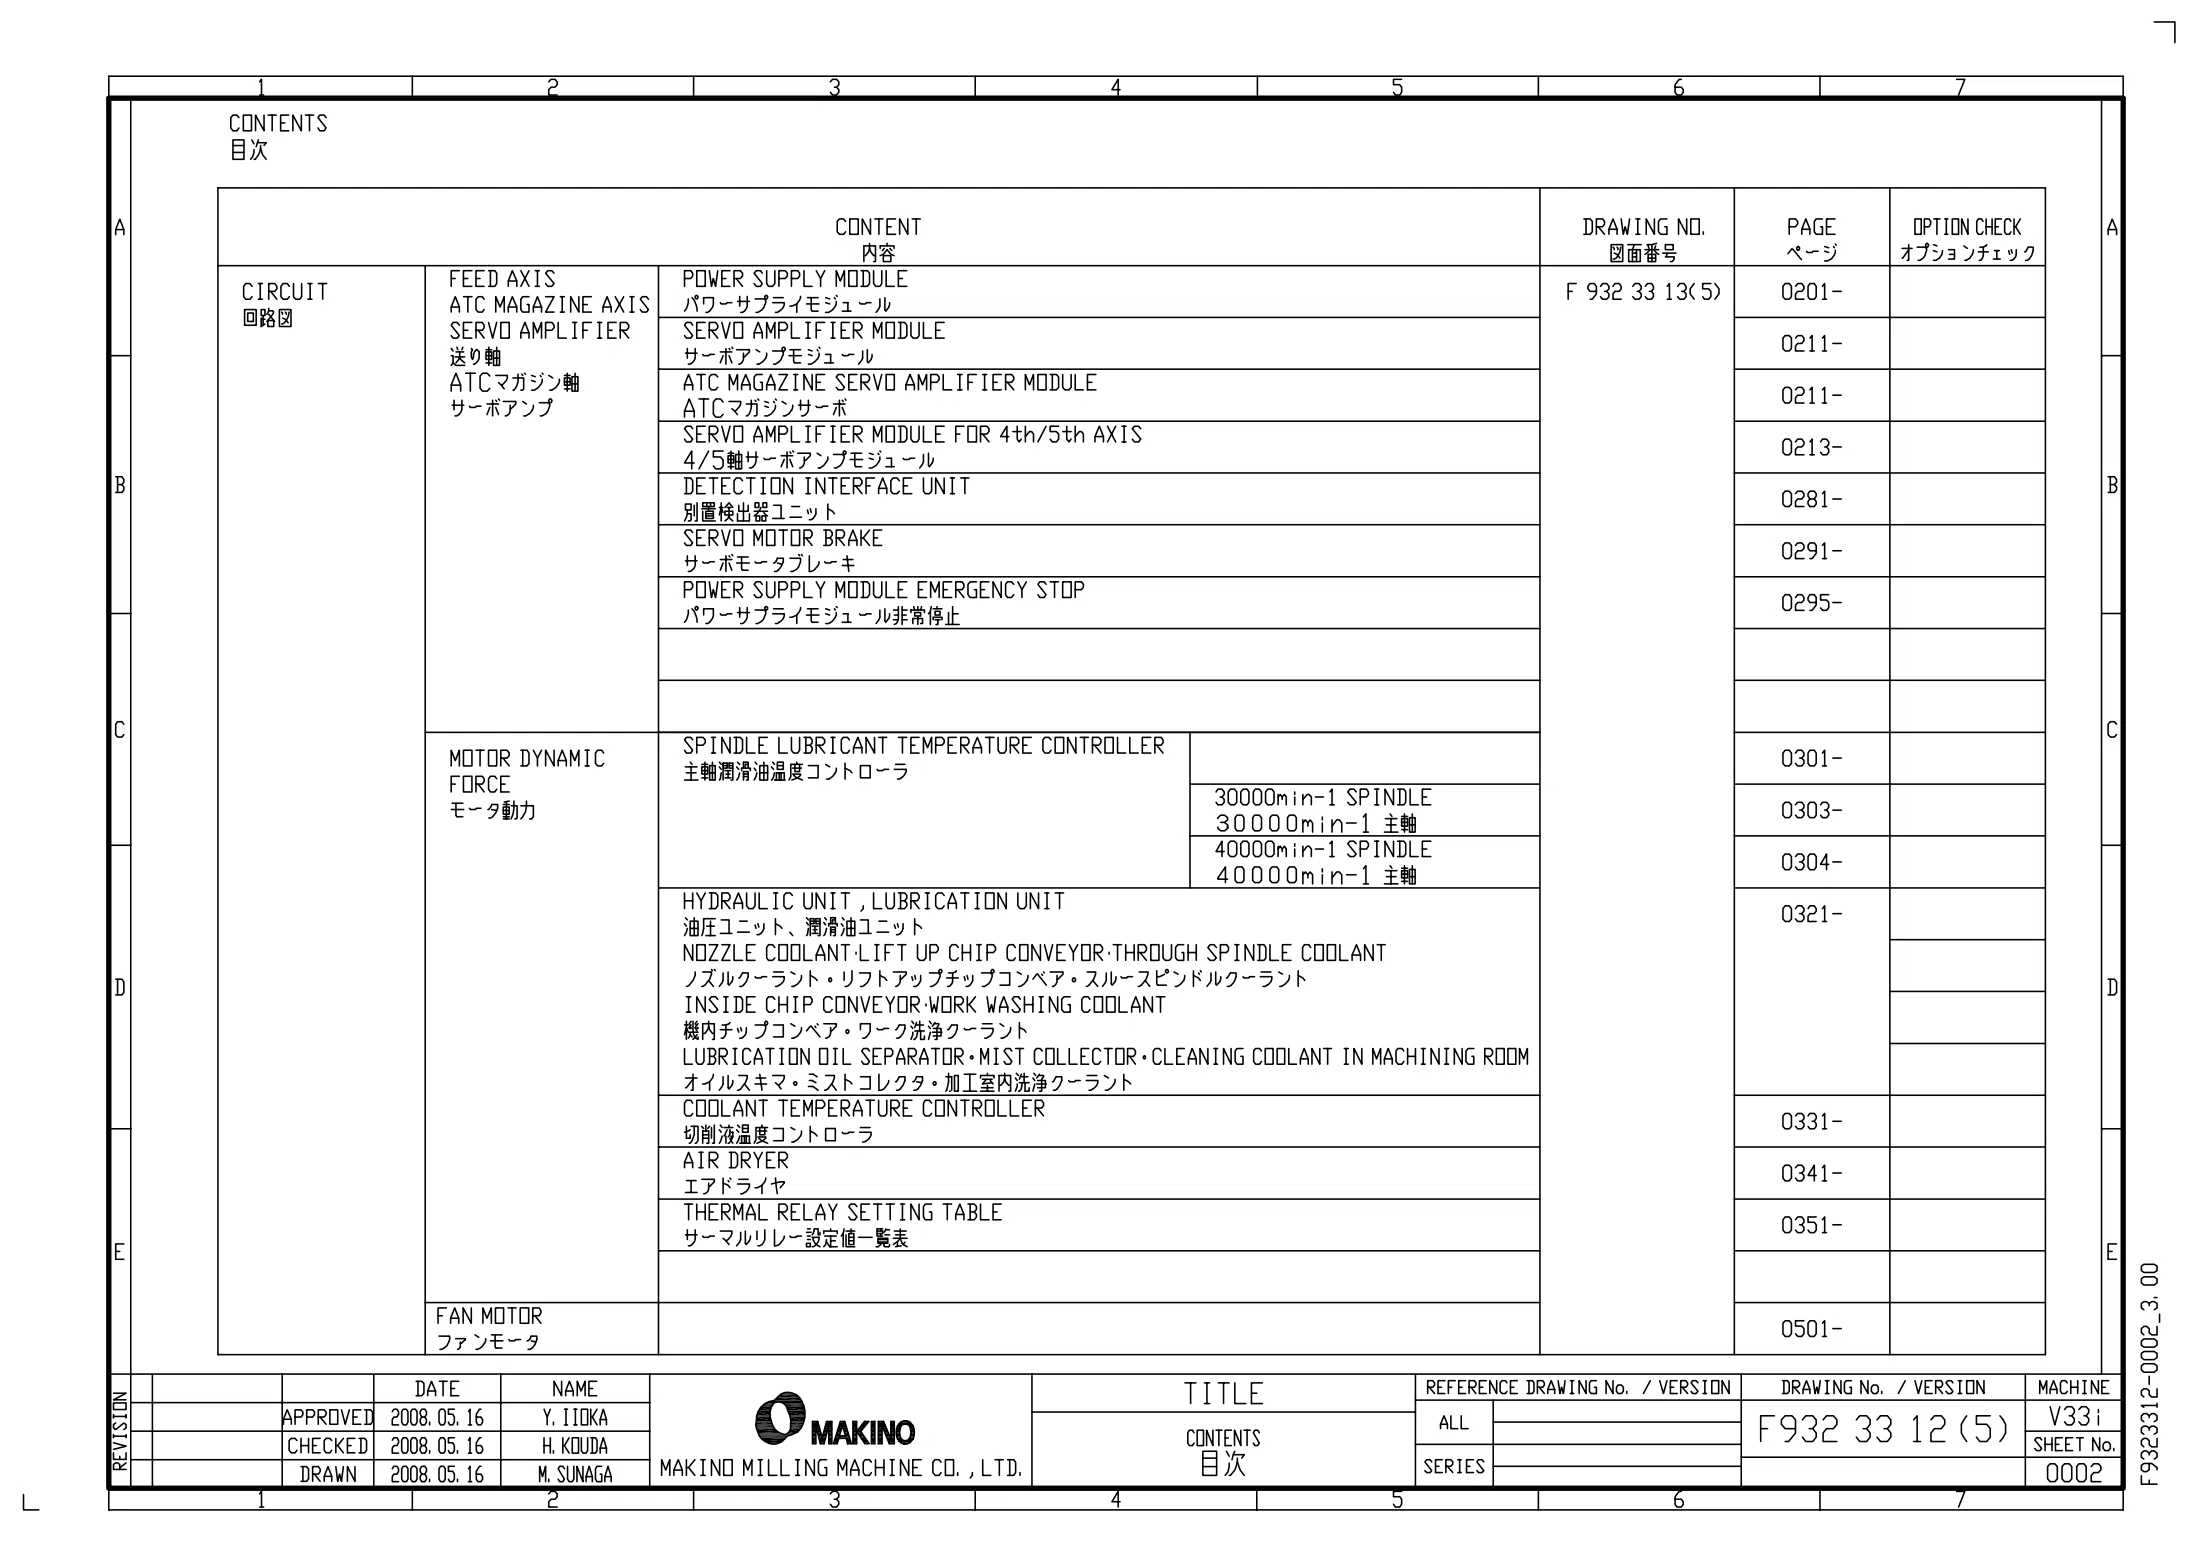 1 2 3 4 5 6 7
CONTENTS
目次
CONTENT
内容
DRAWING NO.
図面番号
PAGE
ページ
OPTION CHECK
オプションチェック
CIRCUIT
回路図
FEED AXIS
ATC MAGAZINE AXIS
SERVO AMPLIFIER
送り軸
ATCマガジン軸
サーボアンプ
POWER SUPPLY MODULE
パワーサプライモジュール
F 932 33 13(5)
0201-
SERVO AMPLIFIER MODULE
サーボアンプモジュール
0211-
ATC MAGAZINE SERVO AMPLIFIER MODULE
ATCマガジンサーボ
0211-
SERVO AMPLIFIER MODULE FOR 4th/5th AXIS
4/5軸サーボアンプモジュール
0213-
DETECTION INTERFACE UNIT
別置検出器ユニット
0281-
SERVO MOTOR BRAKE
サーボモータブレーキ
0291-
POWER SUPPLY MODULE EMERGENCY STOP
パワーサプライモジュール非常停止
0295-
MOTOR DYNAMIC
FORCE
モータ動力
SPINDLE LUBRICANT TEMPERATURE CONTROLLER
主軸潤滑油温度コントローラ
0301-
30000min-1 SPINDLE
30000min-1 主軸
0303-
40000min-1 SPINDLE
40000min-1 主軸
0304-
HYDRAULIC UNIT , LUBRICATION UNIT
油圧ユニット、潤滑油ユニット
0321-
NOZZLE COOLANT·LIFT UP CHIP CONVEYOR·THROUGH SPINDLE COOLANT
ノズルクーラント・リフトアップチップコンベア・スルースピンドルクーラント
INSIDE CHIP CONVEYOR·WORK WASHING COOLANT
機内チップコンベア・ワーク洗浄クーラント
LUBRICATION OIL SEPARATOR・MIST COLLECTOR・CLEANING COOLANT IN MACHINING ROOM
オイルスキマ・ミストコレクタ・加工室内洗浄クーラント
COOLANT TEMPERATURE CONTROLLER
切削液温度コントローラ
0331-
AIR DRYER
エアドライヤ
0341-
THERMAL RELAY SETTING TABLE
サーマルリレー設定値一覧表
0351-
FAN MOTOR
ファンモータ
0501-
A
B
C
D
E
A
B
C
D
E
REVISION
DATE NAME
APPROVED 2008. 05. 16 Y. IIOKA
CHECKED 2008. 05. 16 H. KOUDA
DRAWN 2008. 05. 16 M. SUNAGA
MAKINO
MAKINO MILLING MACHINE CO. , LTD.
TITLE
CONTENTS
目次
REFERENCE DRAWING No. / VERSION
ALL
SERIES
DRAWING No. / VERSION
F932 33 12(5)
MACHINE
V33i
SHEET No.
0002
F9323312-0002_3. 00
1 2 3 4 5 6 7